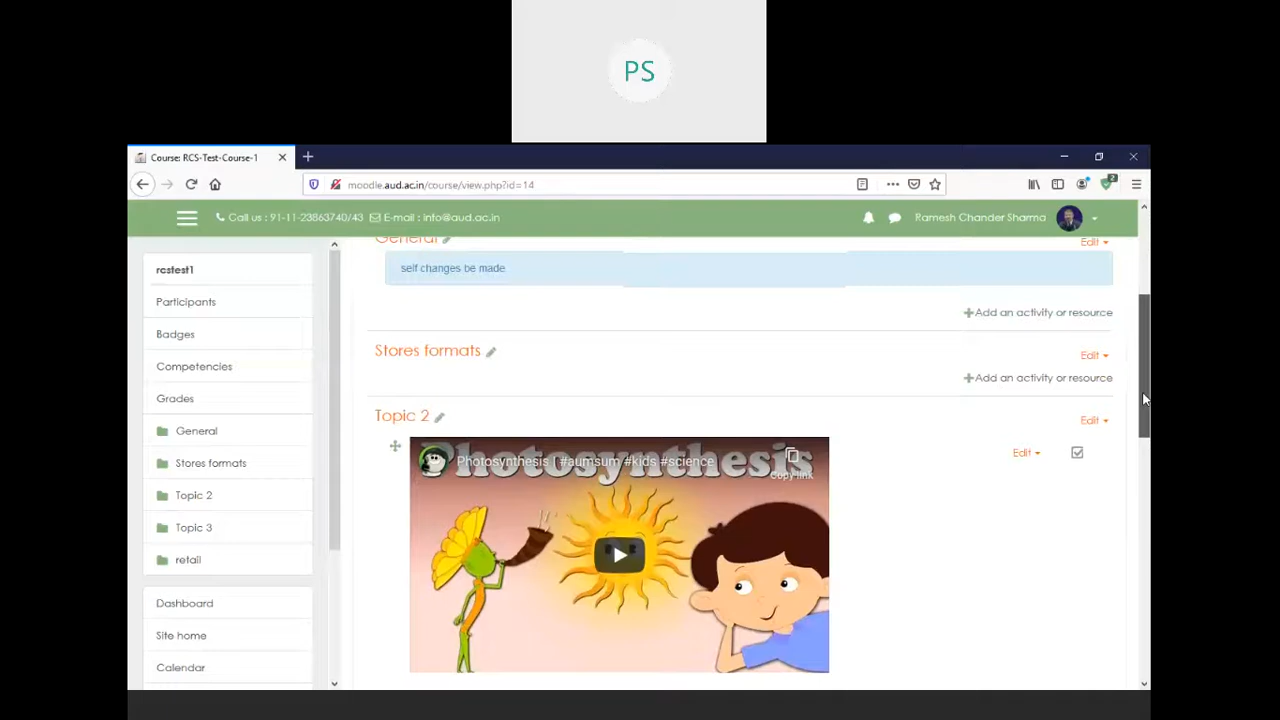 PS
Course: RCS-Test-Course-1
moodle.aud.ac.in/course/view.php?id=14
2
Call us : 91-11-23863740/43 E-mail : info@aud.ac.in
Ramesh Chander Sharma
rcstest1
Participants
Badges
Competencies
Grades
General
Stores formats
Topic 2
Topic 3
retail
Dashboard
Site home
Calendar
General
Edit
self changes be made
Add an activity or resource
Stores formats
Edit
Add an activity or resource
Topic 2
Edit
Photosynthesis
Photosynthesis | #aumsum #kids #science
Copy link
Edit